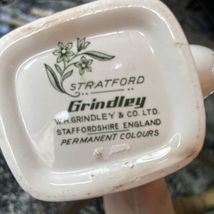 STRATFORD
Grindley
W.H. GRINDLEY & CO. LTD.
STAFFORDSHIRE ENGLAND
PERMANENT COLOURS